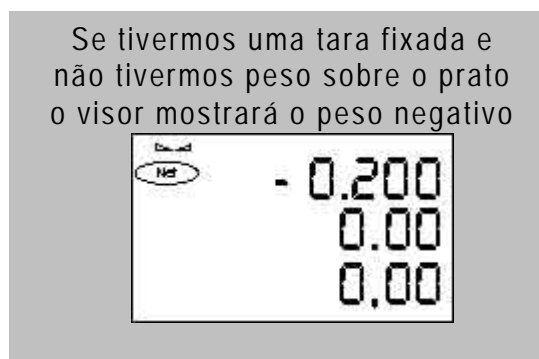 Se tivermos uma tara fixada e
não tivermos peso sobre o prato
o visor mostrará o peso negativo
Net
- 0.200
0.00
0.00